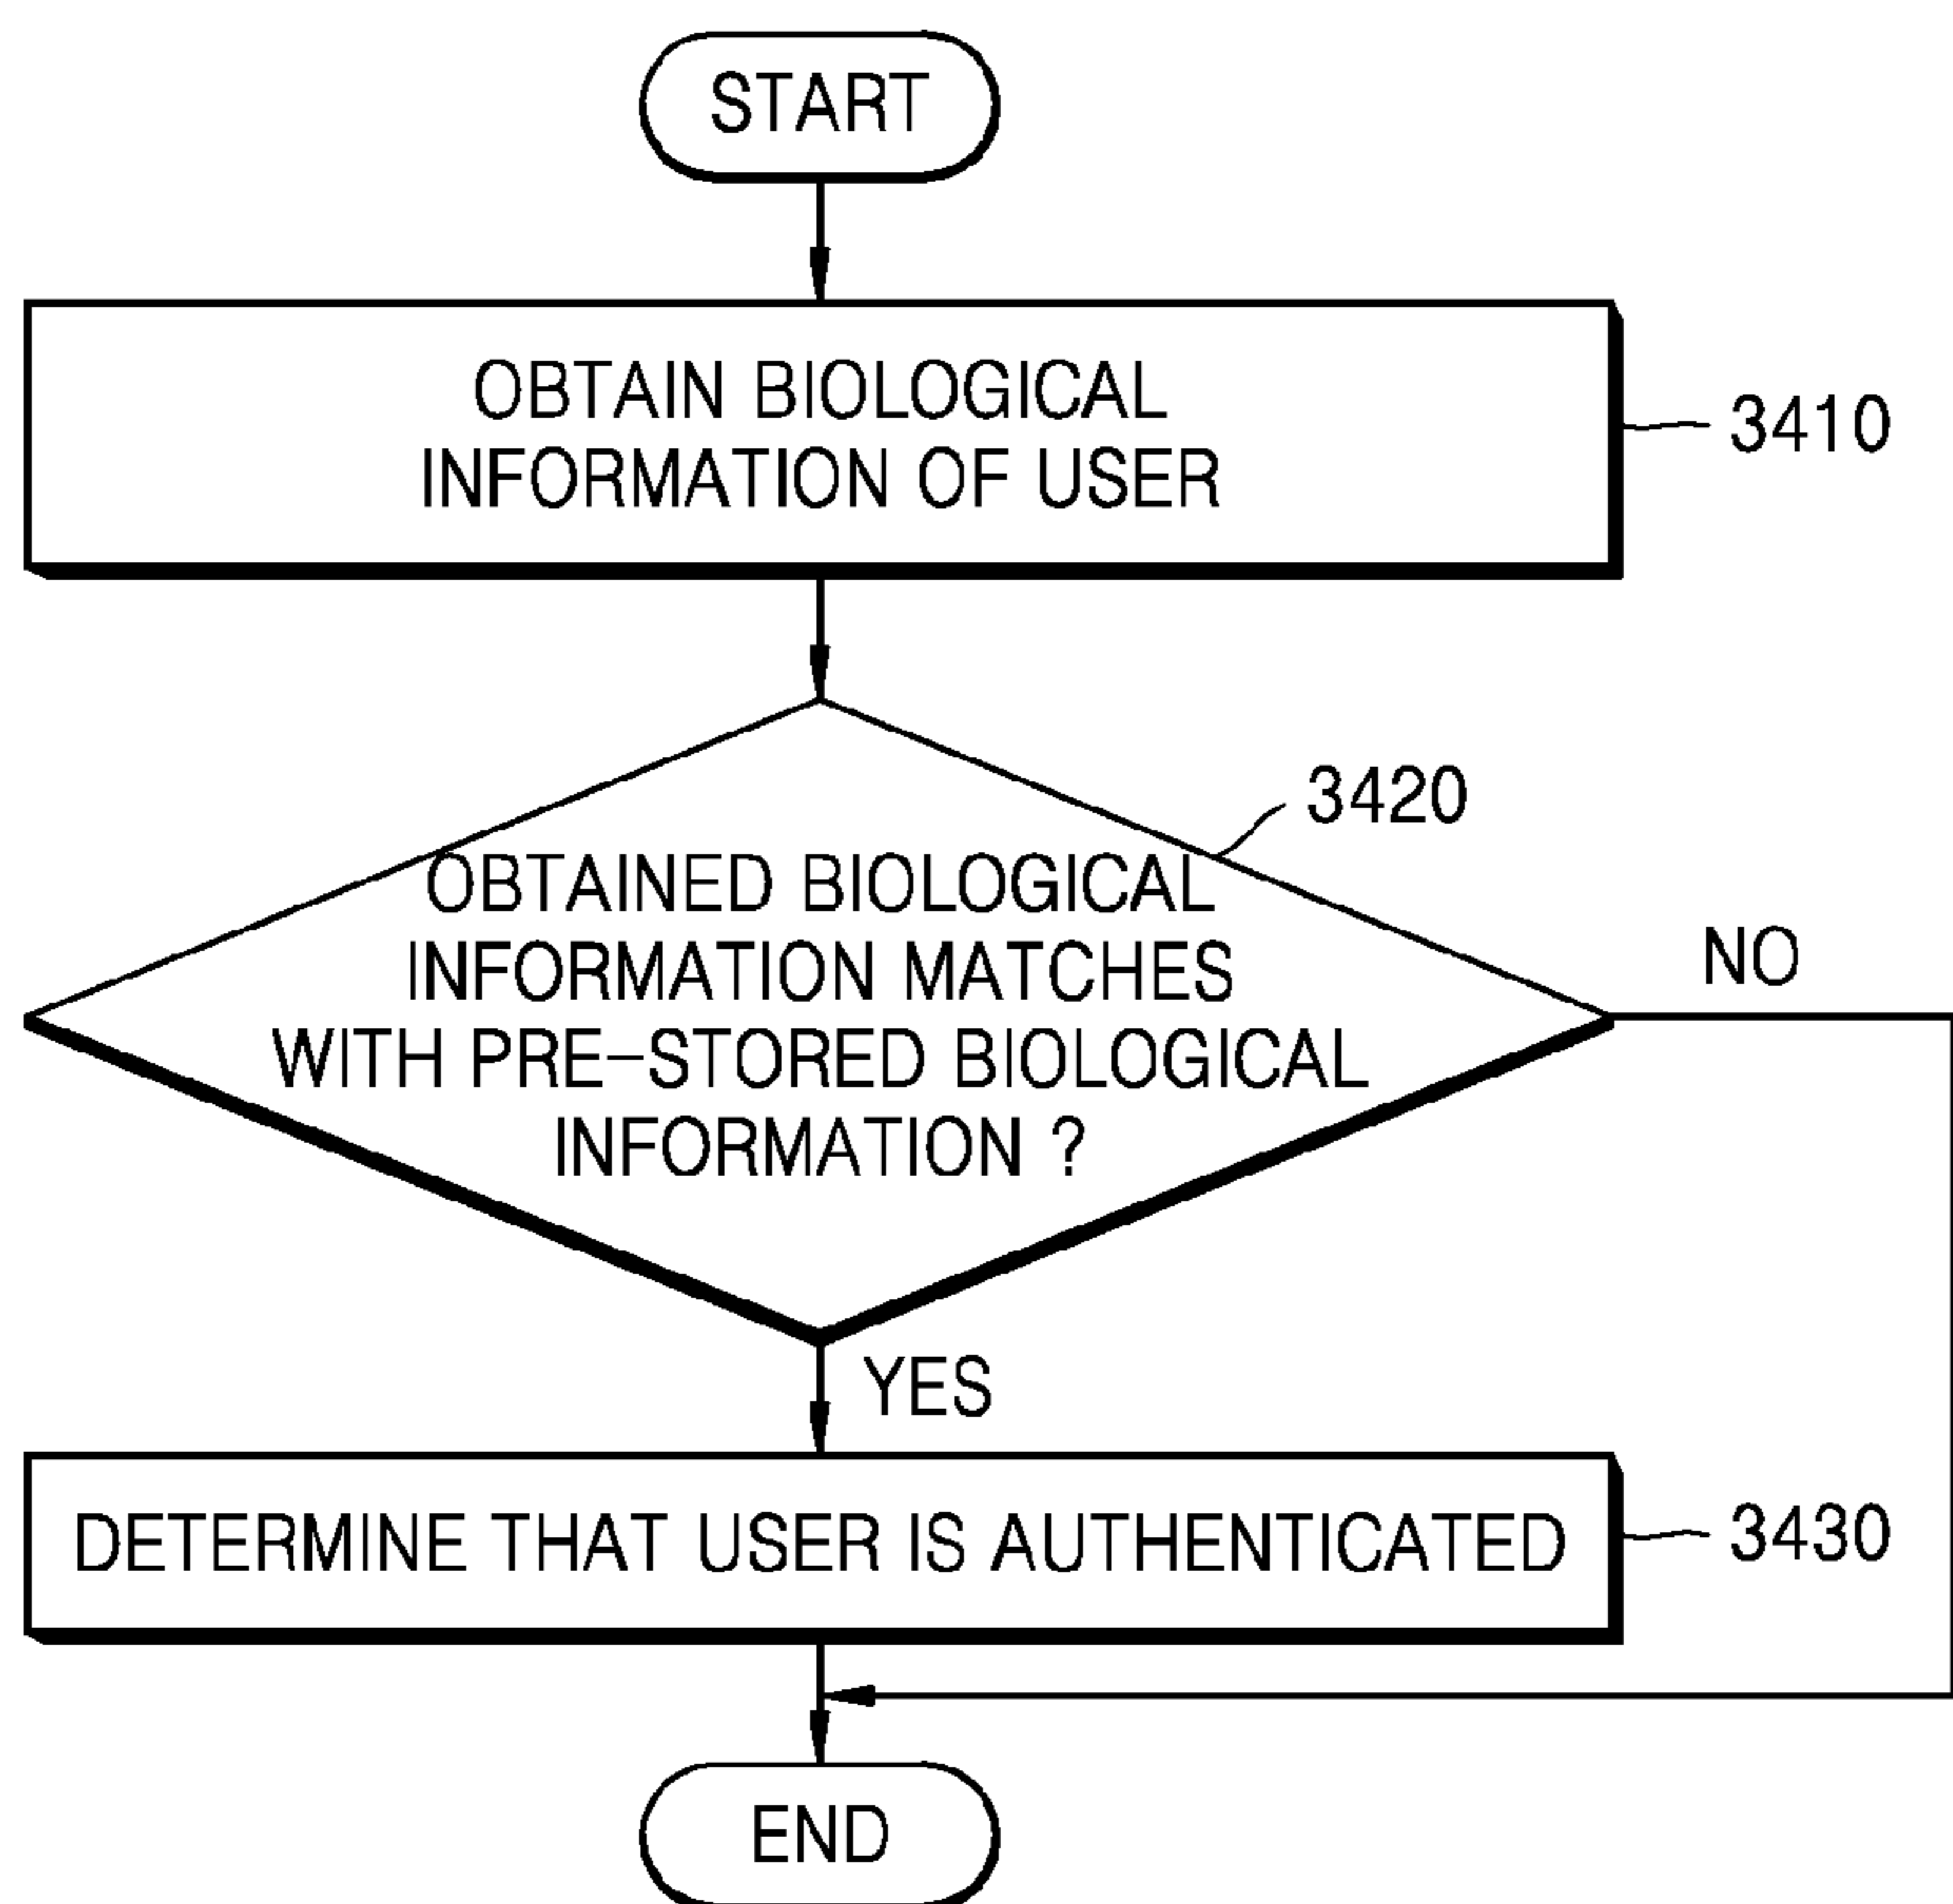 START
OBTAIN BIOLOGICAL
INFORMATION OF USER
3410
3420
OBTAINED BIOLOGICAL
INFORMATION MATCHES
WITH PRE-STORED BIOLOGICAL
INFORMATION ?
NO
YES
DETERMINE THAT USER IS AUTHENTICATED
3430
END